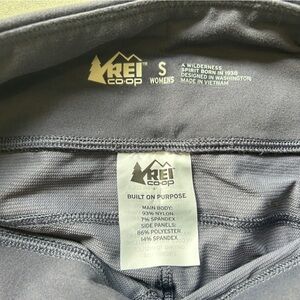 REI
CO·OP
S
WOMENS
A WILDERNESS
SPIRIT BORN IN 1938
DESIGNED IN WASHINGTON
MADE IN VIETNAM
REI
CO·OP
BUILT ON PURPOSE
MAIN BODY:
93% NYLON
7% SPANDEX
SIDE PANELS:
86% POLYESTER
14% SPANDEX